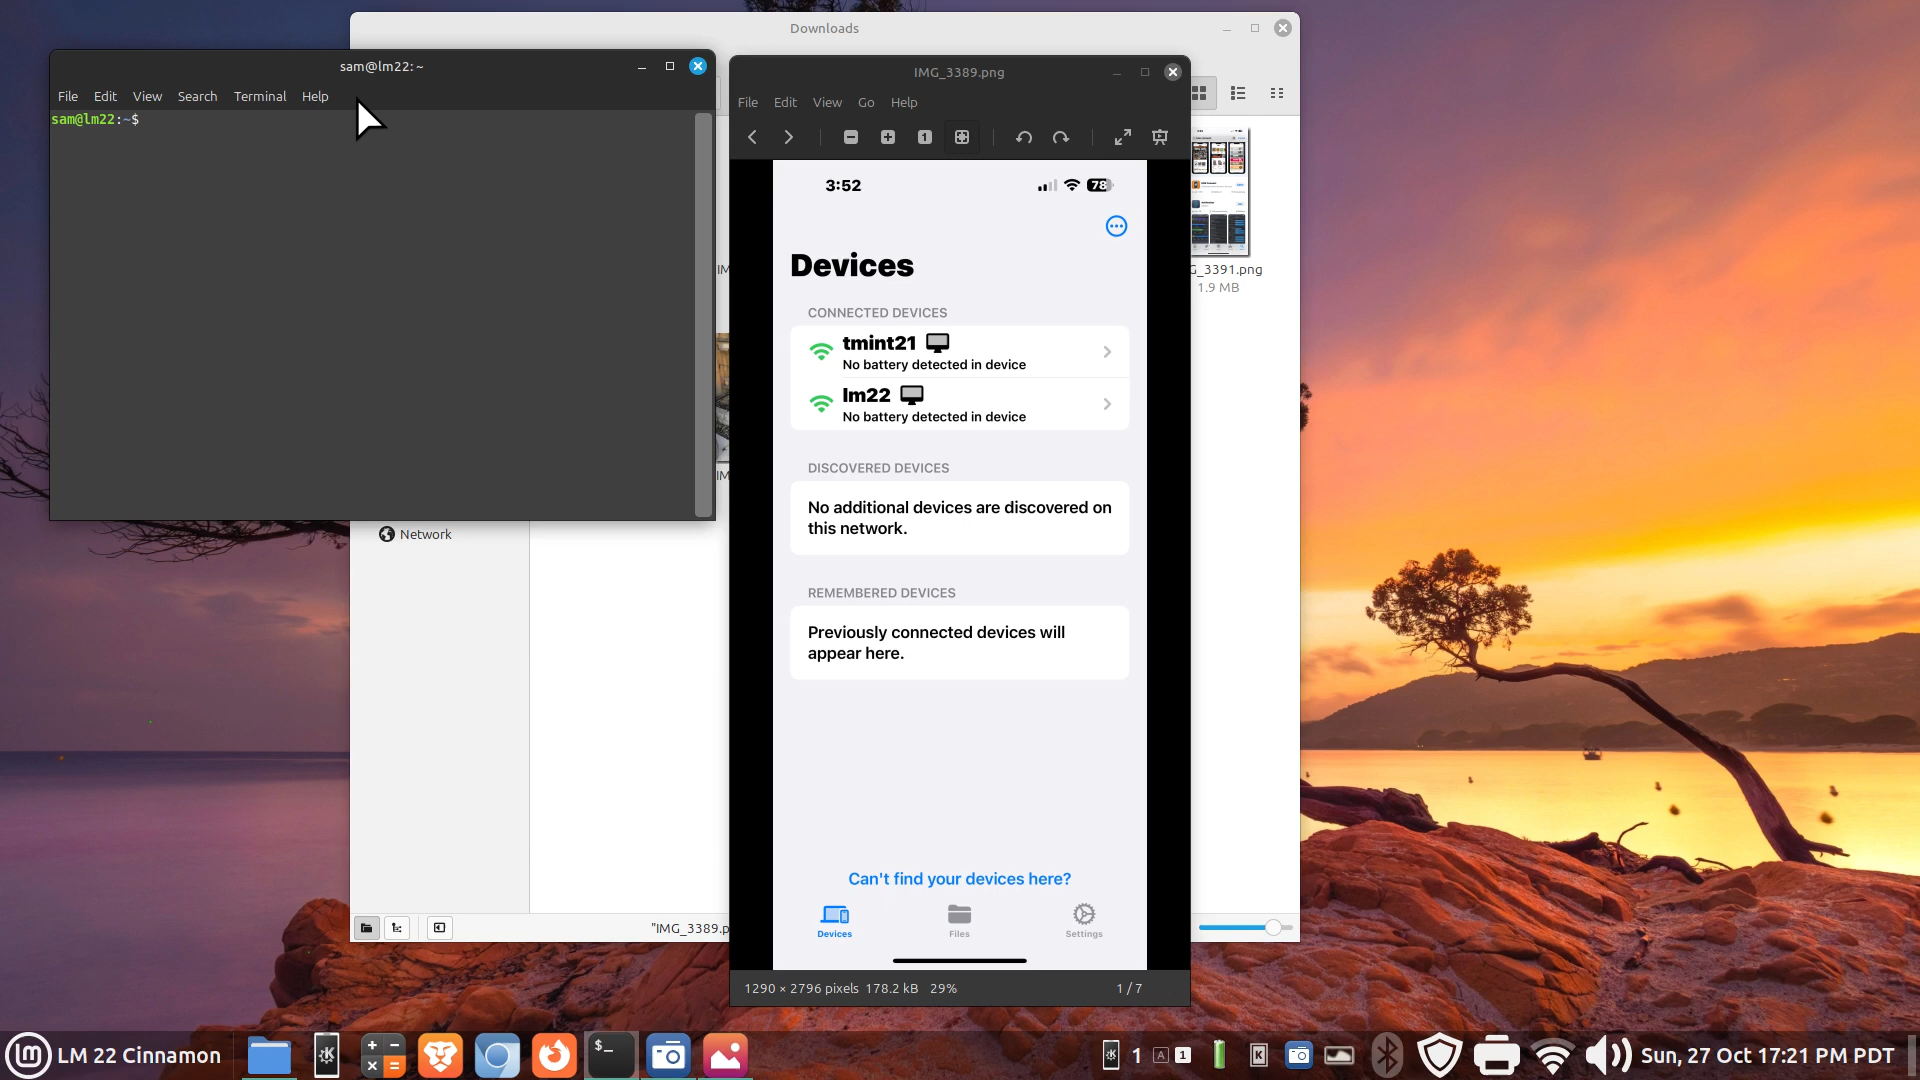 Downloads
sam@lm22: ~
File Edit View Search Terminal Help
sam@lm22:~$
IMG_3389.png
File Edit View Go Help
1
3:52
78
Devices
CONNECTED DEVICES
tmint21
No battery detected in device
lm22
No battery detected in device
DISCOVERED DEVICES
No additional devices are discovered on
this network.
REMEMBERED DEVICES
Previously connected devices will
appear here.
Can't find your devices here?
Devices
Files
Settings
1290 × 2796 pixels 178.2 kB 29%
1 / 7
IM
IM
G_3391.png
1.9 MB
Network
"IMG_3389.p
LM 22 Cinnamon
$_
1
A
1
Sun, 27 Oct 17:21 PM PDT